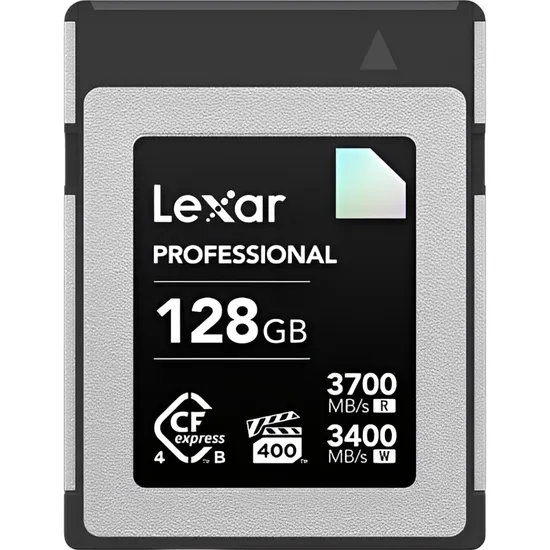 Lexar
PROFESSIONAL
128GB
3700
MB/s R
3400
MB/s W
CF
express
4 B
400